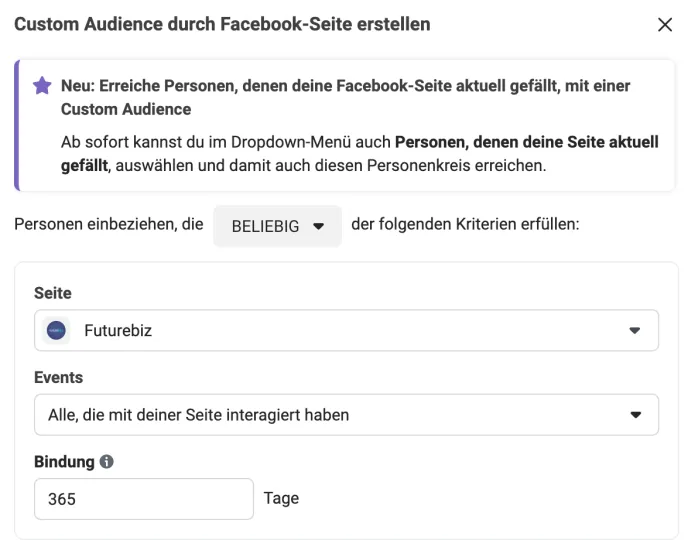 Custom Audience durch Facebook-Seite erstellen
Neu: Erreiche Personen, denen deine Facebook-Seite aktuell gefällt, mit einer
Custom Audience
Ab sofort kannst du im Dropdown-Menü auch Personen, denen deine Seite aktuell
gefällt, auswählen und damit auch diesen Personenkreis erreichen.
Personen einbeziehen, die BELIEBIG der folgenden Kriterien erfüllen:
Seite
Futurebiz
Events
Alle, die mit deiner Seite interagiert haben
Bindung
365 Tage